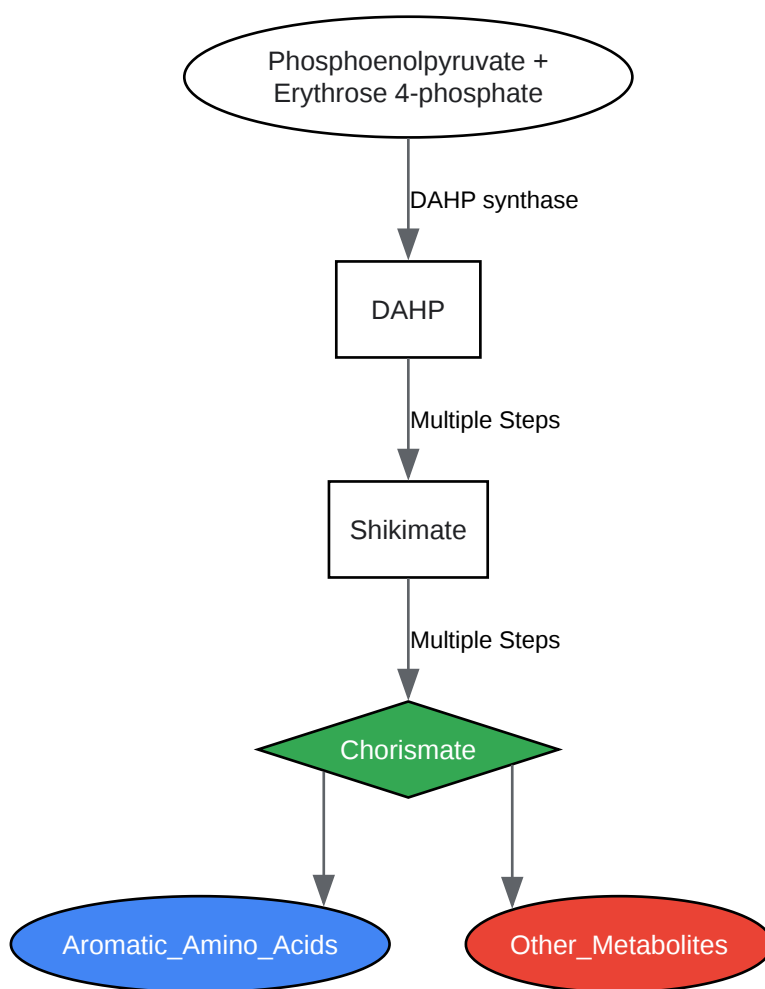 Phosphoenolpyruvate +
Erythrose 4-phosphate
DAHP synthase
DAHP
Multiple Steps
Shikimate
Multiple Steps
Chorismate
Aromatic_Amino_Acids
Other_Metabolites